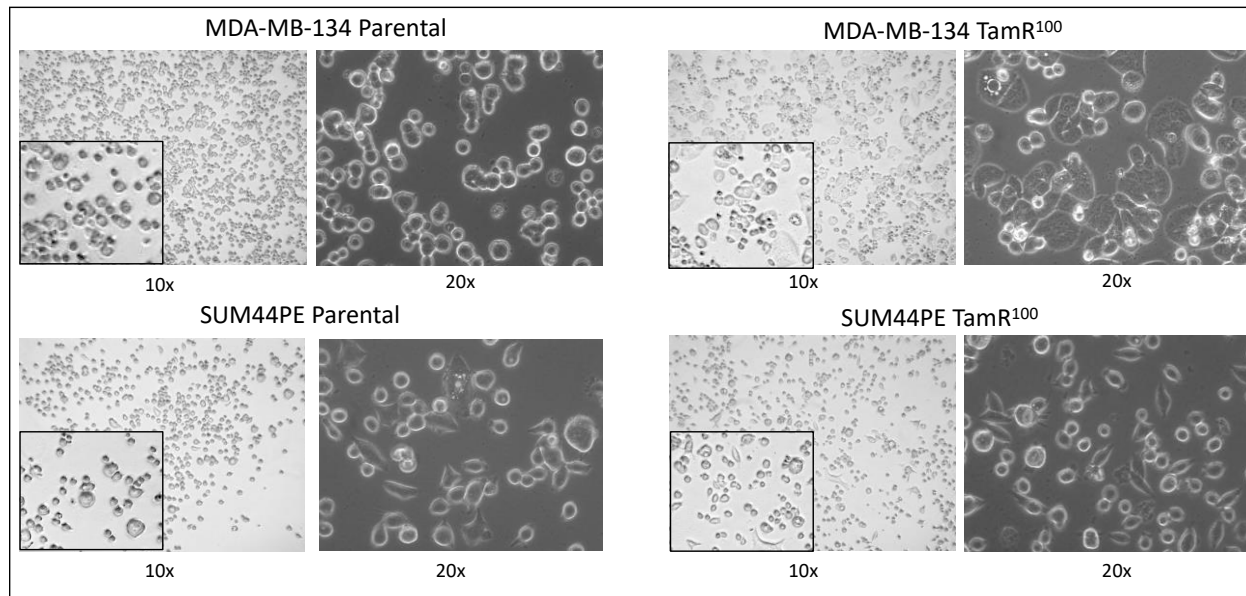 MDA-MB-134 Parental
MDA-MB-134 TamR¹⁰⁰
10x
20x
10x
20x
SUM44PE Parental
SUM44PE TamR¹⁰⁰
10x
20x
10x
20x